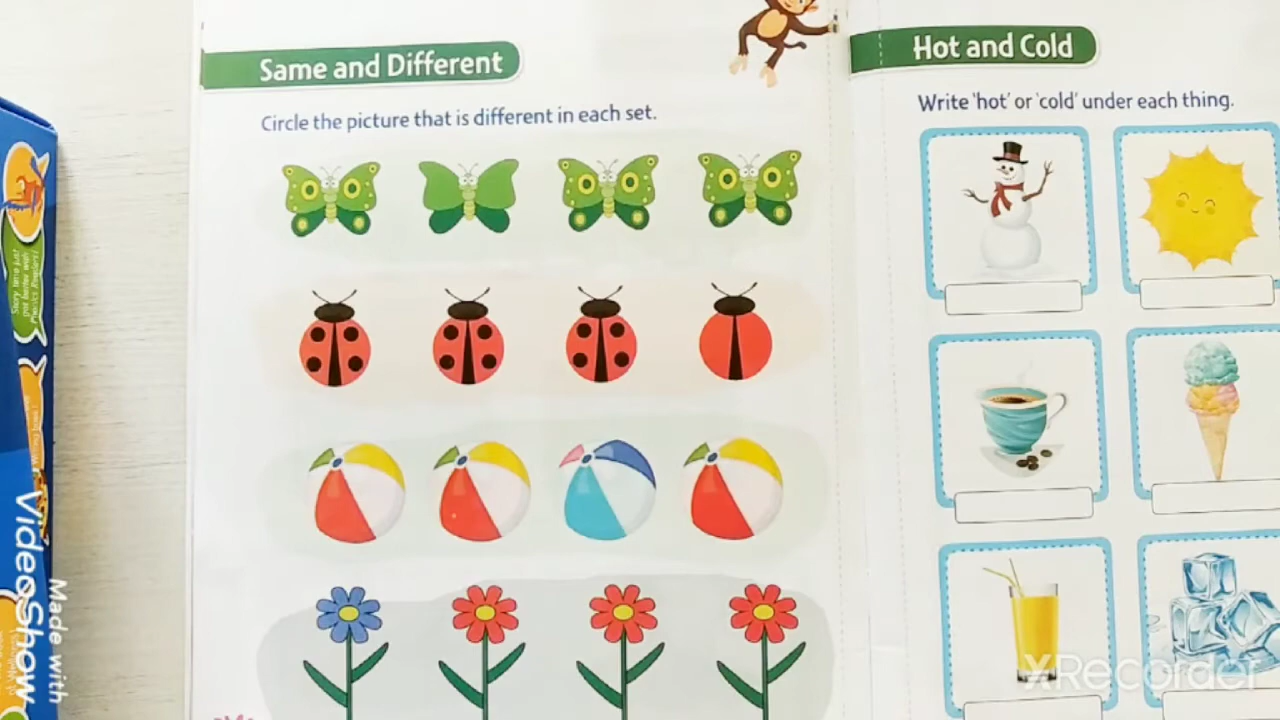 Same and Different
Circle the picture that is different in each set.
Hot and Cold
Write 'hot' or 'cold' under each thing.
Made with
VideoShow
XRecorder